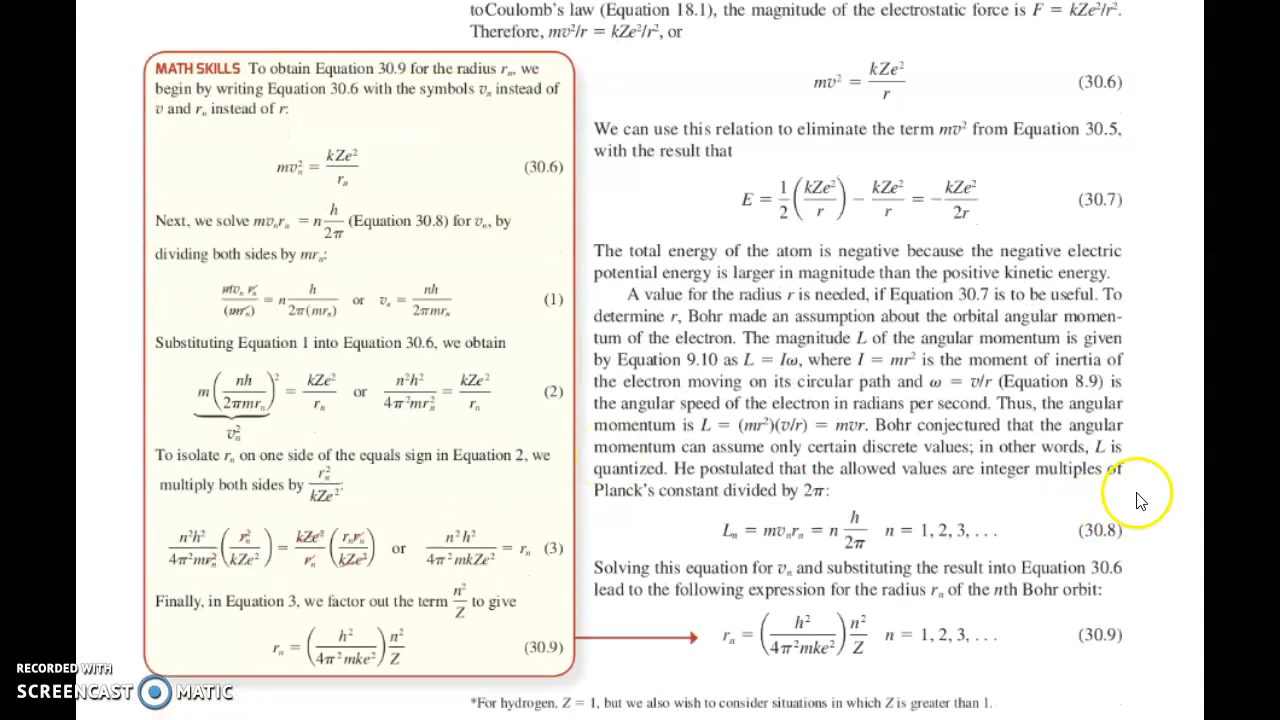 toCoulomb's law (Equation 18.1), the magnitude of the electrostatic force is F = kZe²/r².
Therefore, mv²/r = kZe²/r², or
mv² = kZe²/r (30.6)
We can use this relation to eliminate the term mv² from Equation 30.5,
with the result that
E = 1/2 (kZe²/r) − kZe²/r = − kZe²/2r (30.7)
The total energy of the atom is negative because the negative electric
potential energy is larger in magnitude than the positive kinetic energy.
A value for the radius r is needed, if Equation 30.7 is to be useful. To
determine r, Bohr made an assumption about the orbital angular momen-
tum of the electron. The magnitude L of the angular momentum is given
by Equation 9.10 as L = Iω, where I = mr² is the moment of inertia of
the electron moving on its circular path and ω = v/r (Equation 8.9) is
the angular speed of the electron in radians per second. Thus, the angular
momentum is L = (mr²)(v/r) = mvr. Bohr conjectured that the angular
momentum can assume only certain discrete values; in other words, L is
quantized. He postulated that the allowed values are integer multiples of
Planck's constant divided by 2π:
Lₙ = mvₙrₙ = n h/2π n = 1, 2, 3, . . . (30.8)
Solving this equation for vₙ and substituting the result into Equation 30.6
lead to the following expression for the radius rₙ of the nth Bohr orbit:
rₙ = (h²/4π²mke²) n²/Z n = 1, 2, 3, . . . (30.9)
*For hydrogen, Z = 1, but we also wish to consider situations in which Z is greater than 1.
MATH SKILLS To obtain Equation 30.9 for the radius rₙ, we
begin by writing Equation 30.6 with the symbols vₙ instead of
v and rₙ instead of r:
mvₙ² = kZe²/rₙ (30.6)
Next, we solve mvₙrₙ = n h/2π (Equation 30.8) for vₙ, by
dividing both sides by mrₙ:
mvₙ rₙ/(mrₙ) = n h/2π(mrₙ) or vₙ = nh/2πmrₙ (1)
Substituting Equation 1 into Equation 30.6, we obtain
m (nh/2πmrₙ)² = kZe²/rₙ or n²h²/4π²mrₙ² = kZe²/rₙ (2)
vₙ²
To isolate rₙ on one side of the equals sign in Equation 2, we
multiply both sides by rₙ²/kZe²:
n²h²/4π²mrₙ² (rₙ²/kZe²) = kZe²/rₙ (rₙrₙ/kZe²) or n²h²/4π²mkZe² = rₙ (3)
Finally, in Equation 3, we factor out the term n²/Z to give
rₙ = (h²/4π²mke²) n²/Z (30.9)
RECORDED WITH
SCREENCAST MATIC